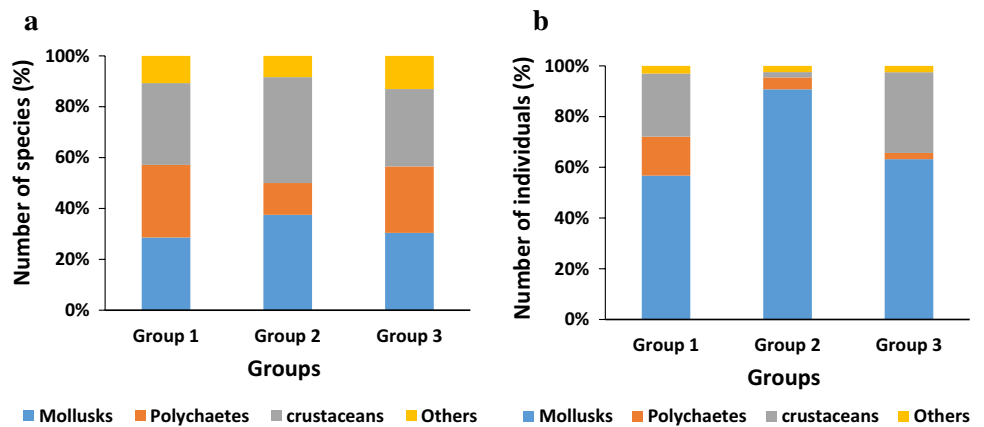 a
Number of species (%)
100%
80%
60%
40%
20%
0%
Group 1 Group 2 Group 3
Groups
Mollusks Polychaetes crustaceans Others
b
Number of individuals (%)
100%
80%
60%
40%
20%
0%
Group 1 Group 2 Group 3
Groups
Mollusks Polychaetes crustaceans Others